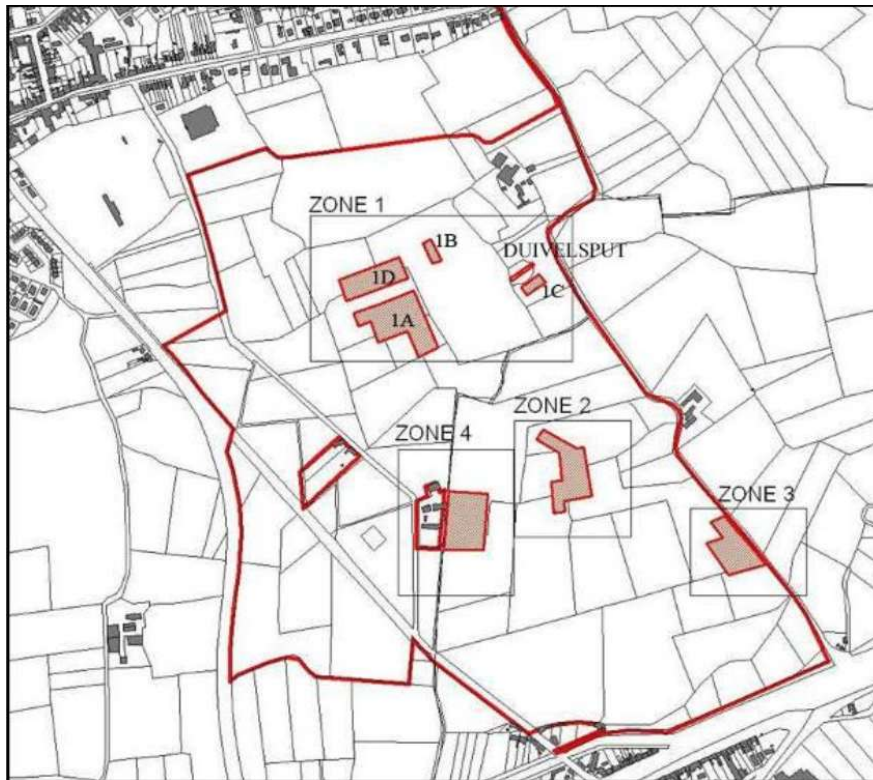 ZONE 1
1B
DUIVELSPUT
1D
1C
1A
ZONE 2
ZONE 4
ZONE 3